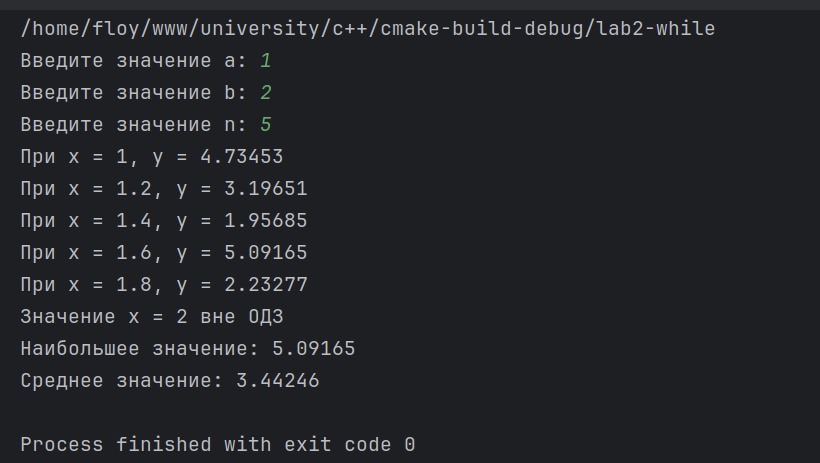 /home/floy/www/university/c++/cmake-build-debug/lab2-while
Введите значение a: 1
Введите значение b: 2
Введите значение n: 5
При x = 1, y = 4.73453
При x = 1.2, y = 3.19651
При x = 1.4, y = 1.95685
При x = 1.6, y = 5.09165
При x = 1.8, y = 2.23277
Значение x = 2 вне ОДЗ
Наибольшее значение: 5.09165
Среднее значение: 3.44246
Process finished with exit code 0